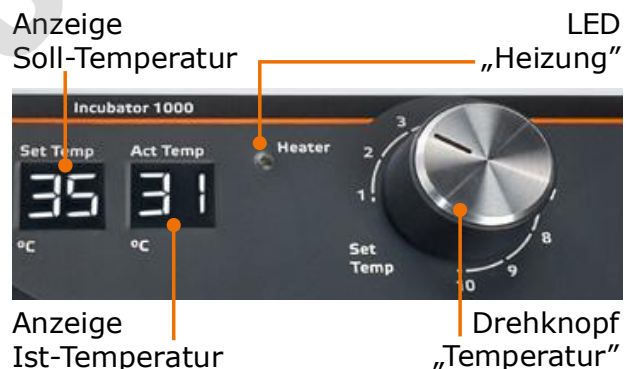 Anzeige
Soll-Temperatur
LED
„Heizung”
Incubator 1000
Set Temp
35
°C
Act Temp
31
°C
Heater
1
2
3
8
9
10
Set
Temp
Anzeige
Ist-Temperatur
Drehknopf
„Temperatur”